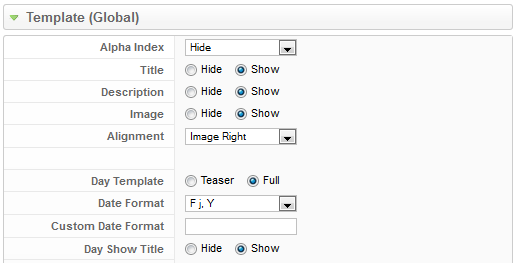 Template (Global)
Alpha Index Hide
Title Hide Show
Description Hide Show
Image Hide Show
Alignment Image Right
Day Template Teaser Full
Date Format F j, Y
Custom Date Format
Day Show Title Hide Show